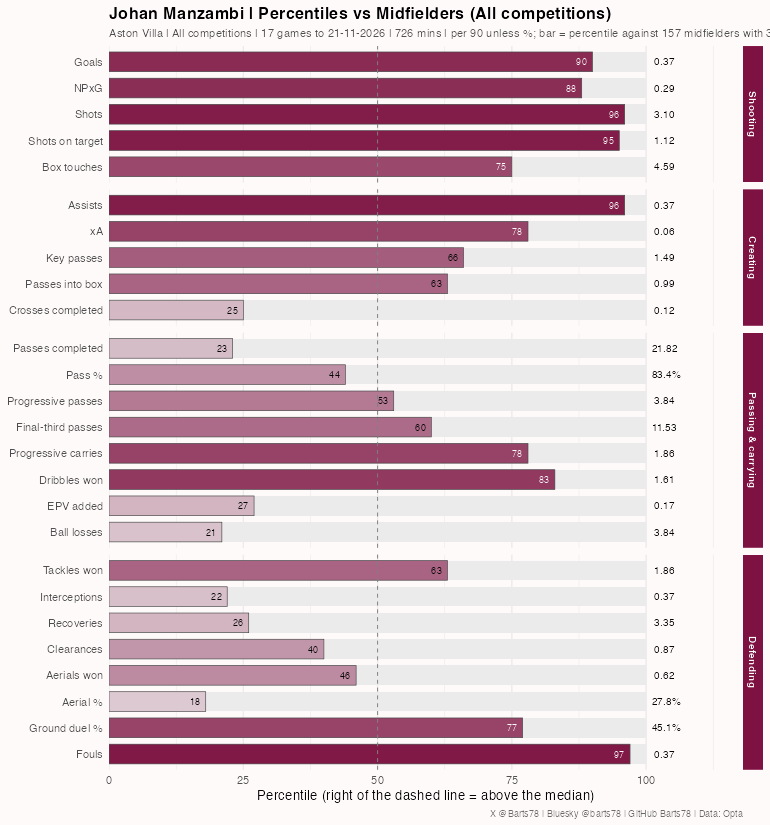 Johan Manzambi | Percentiles vs Midfielders (All competitions)
Aston Villa | All competitions | 17 games to 21-11-2026 | 726 mins | per 90 unless %; bar = percentile against 157 midfielders with 3
Goals 90 0.37
NPxG 88 0.29
Shots 96 3.10
Shots on target 95 1.12
Box touches 75 4.59
Shooting
Assists 96 0.37
xA 78 0.06
Key passes 66 1.49
Passes into box 63 0.99
Crosses completed 25 0.12
Creating
Passes completed 23 21.82
Pass % 44 83.4%
Progressive passes 53 3.84
Final-third passes 60 11.53
Progressive carries 78 1.86
Dribbles won 83 1.61
EPV added 27 0.17
Ball losses 21 3.84
Passing & carrying
Tackles won 63 1.86
Interceptions 22 0.37
Recoveries 26 3.35
Clearances 40 0.87
Aerials won 46 0.62
Aerial % 18 27.8%
Ground duel % 77 45.1%
Fouls 97 0.37
Defending
0 25 50 75 100
Percentile (right of the dashed line = above the median)
X @Barts78 | Bluesky @barts78 | GitHub Barts78 | Data: Opta